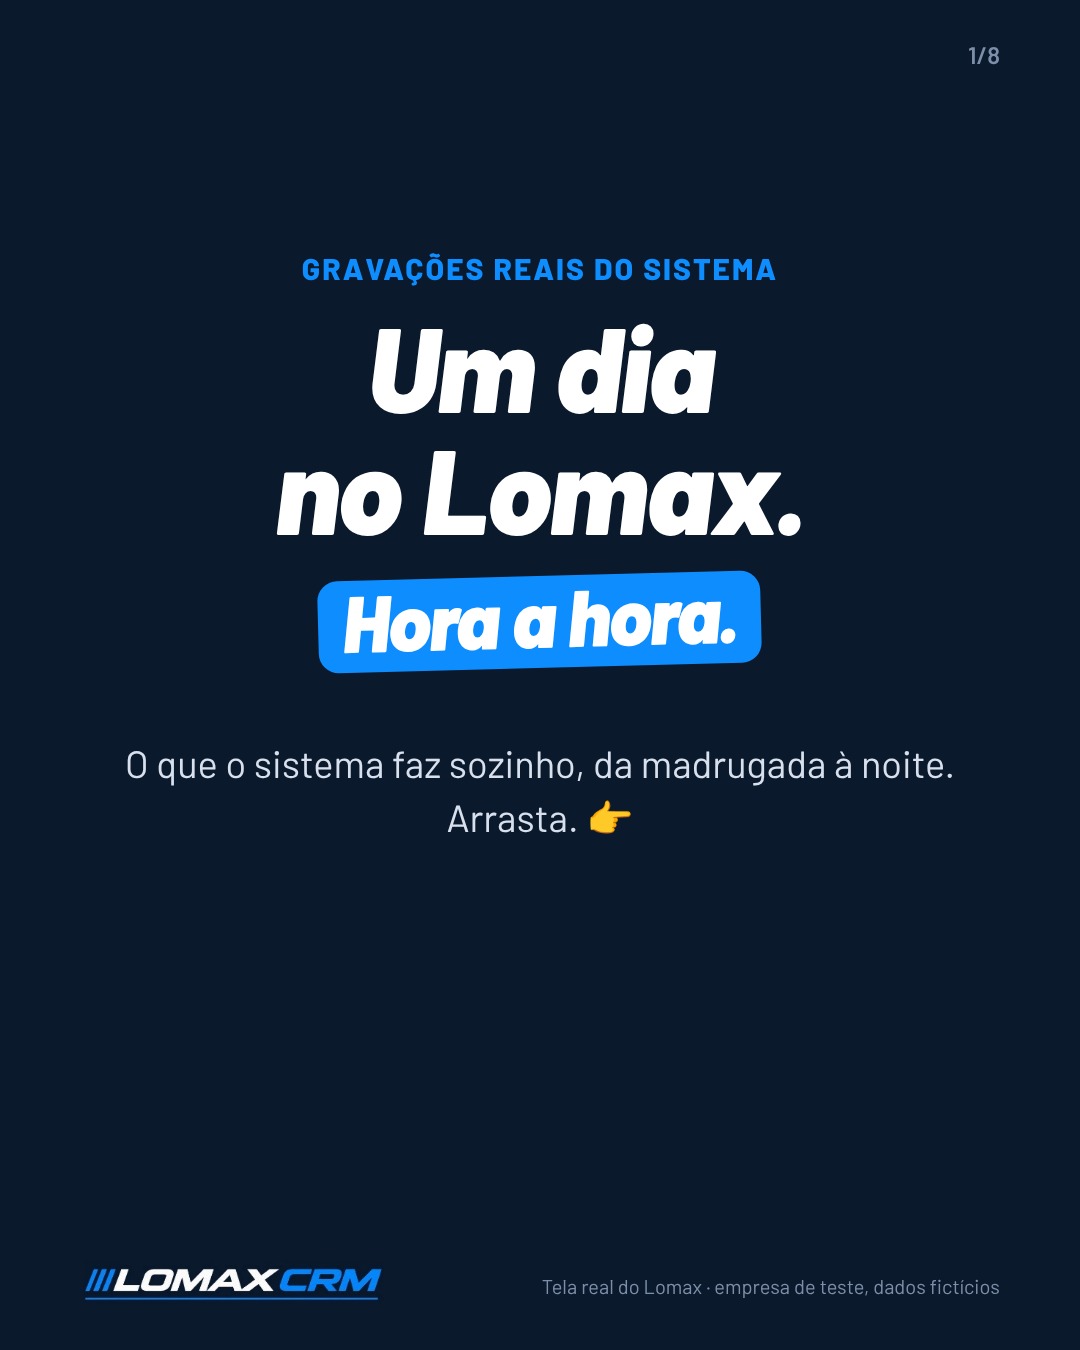 1/8
GRAVAÇÕES REAIS DO SISTEMA
Um dia
no Lomax.
Hora a hora.
O que o sistema faz sozinho, da madrugada à noite.
Arrasta. 👉
LOMAX CRM
Tela real do Lomax · empresa de teste, dados fictícios